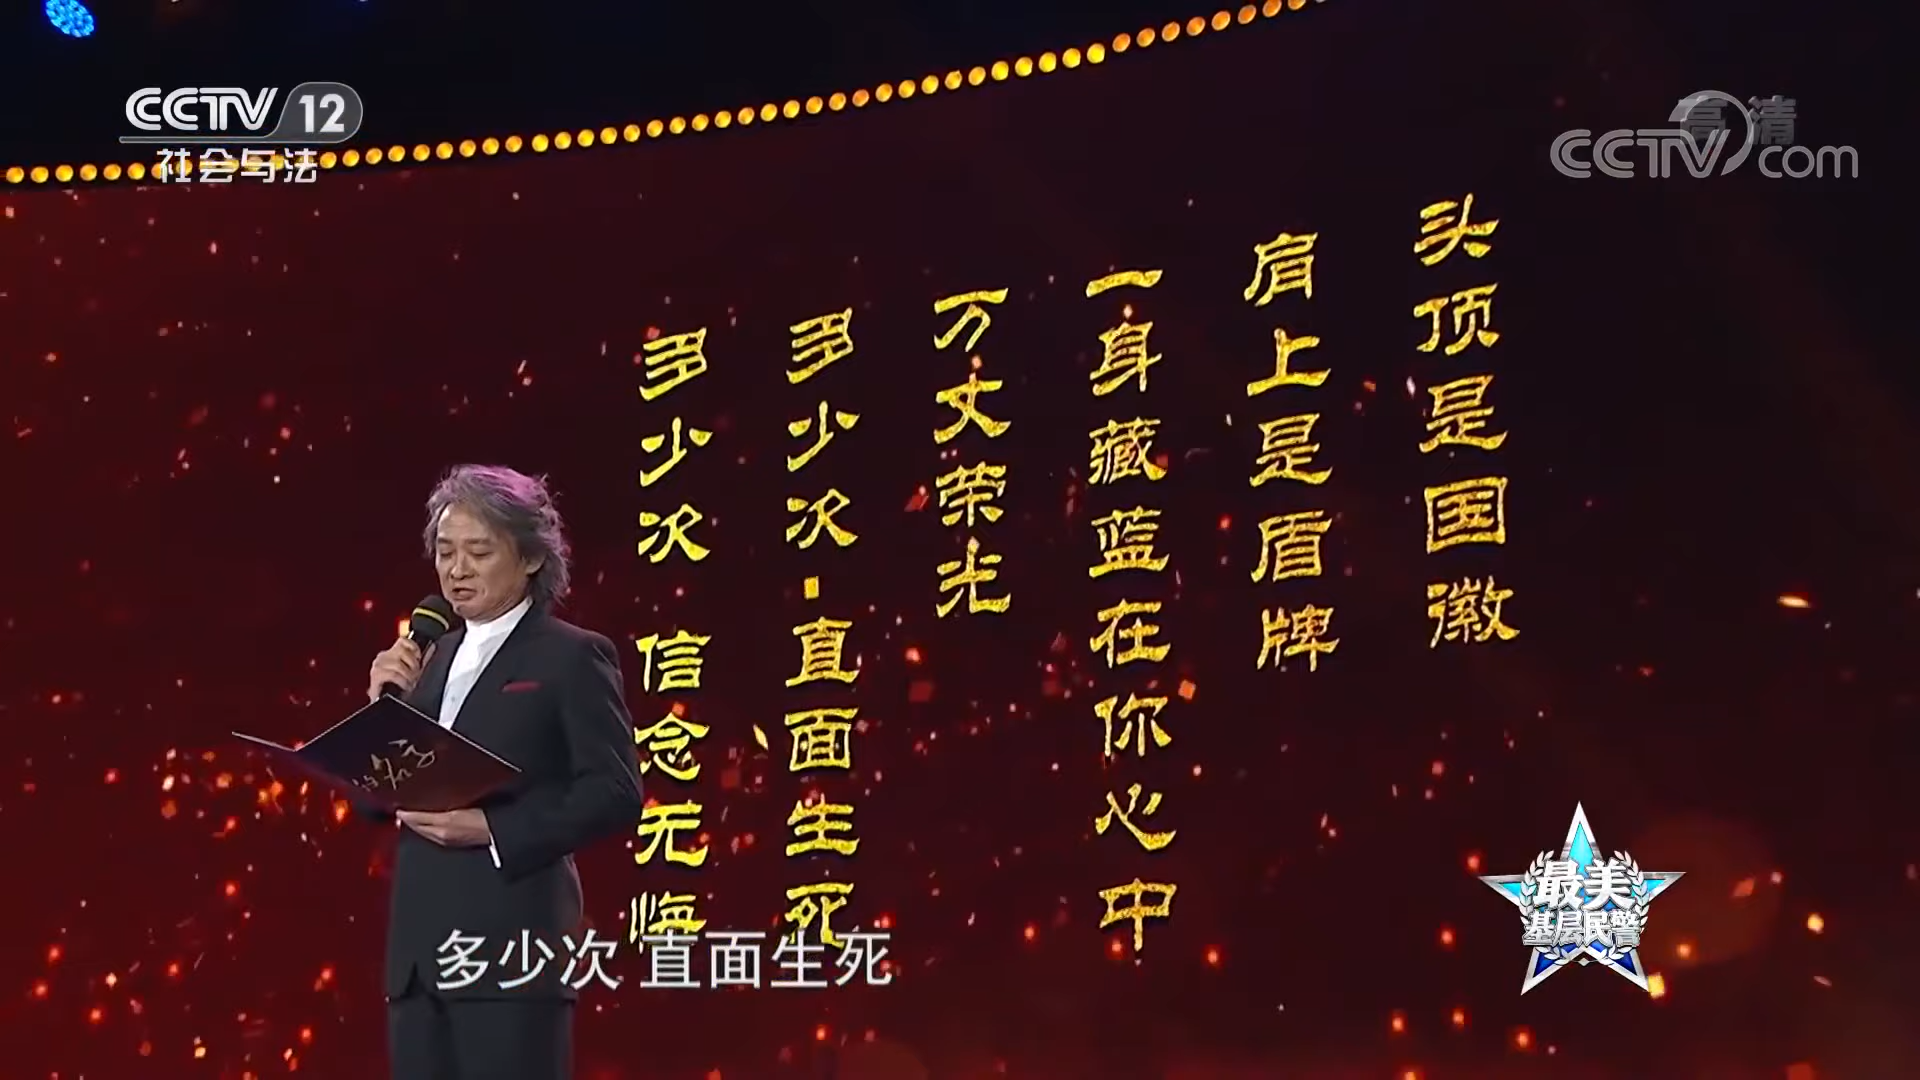 CCTV 12
社会与法
高清
CCTV com
头顶是国徽
肩上是盾牌
一身藏蓝在你心中
万丈荣光
多少次 直面生死
多少次 信念无悔
多少次 直面生死
最美
基层民警